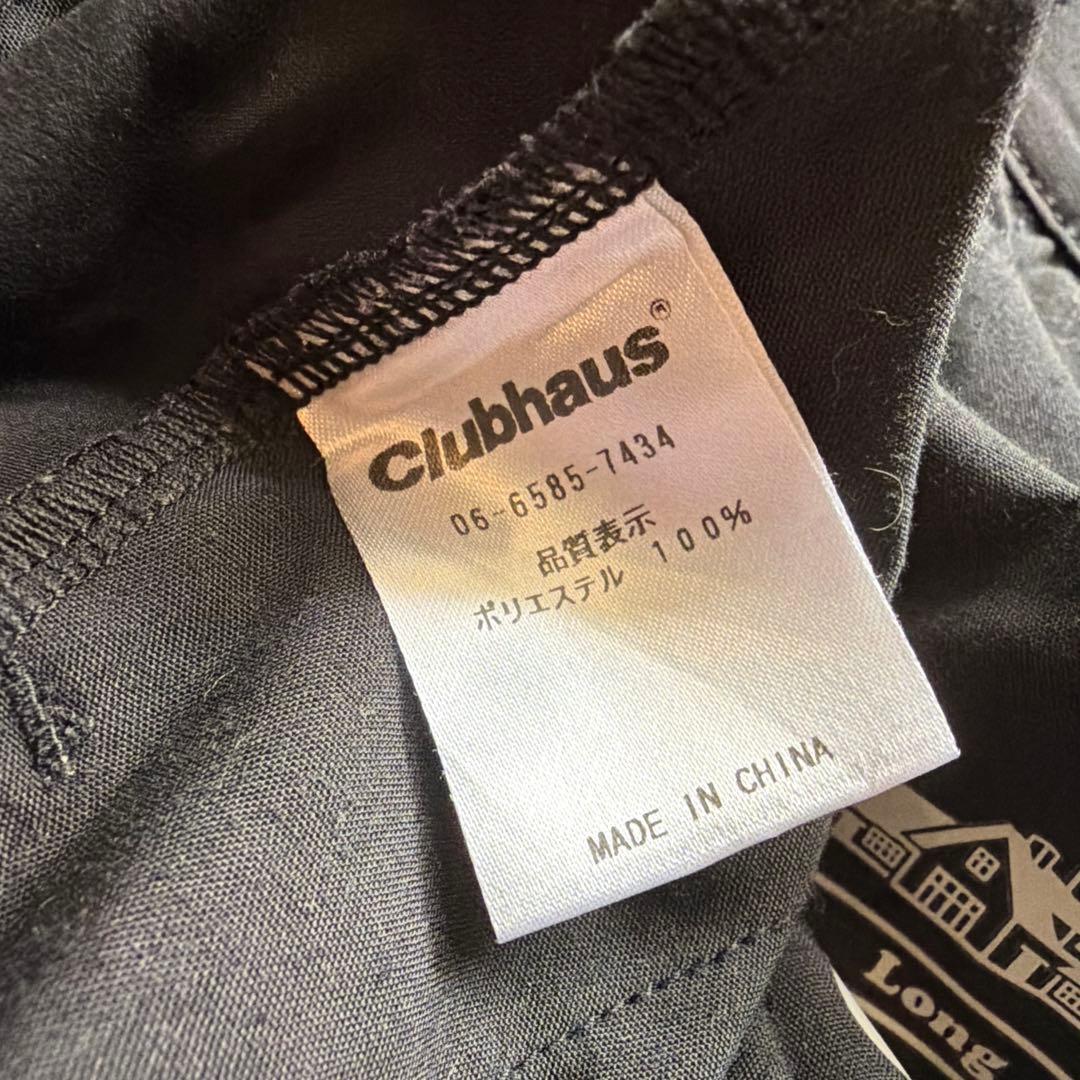 Clubhaus®
06-6585-7434
品質表示
ポリエステル 100%
MADE IN CHINA
Long